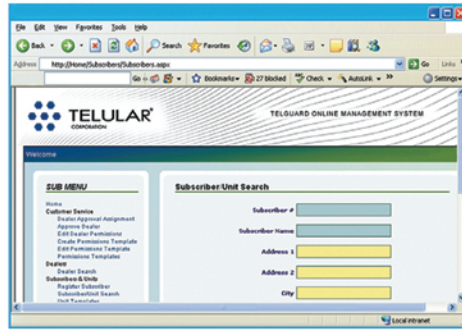 File Edit View Favorites Tools Help
Back Search Favorites
Address http://Home/Subscribers/Subscribers.aspx Go Links
Go Bookmarks 27 blocked Check AutoLink Settings
TELULAR
CORPORATION
TELGUARD ONLINE MANAGEMENT SYSTEM
Welcome
SUB MENU
Home
Customer Service
Dealer Approval Assignment
Approve Dealer
Edit Dealer Permissions
Create Permissions Template
Edit Permissions Template
Permissions Templates
Dealers
Dealer Search
Subscribers & Units
Register Subscriber
Subscriber/Unit Search
Unit Templates
Subscriber/Unit Search
Subscriber #
Subscriber Name
Address 1
Address 2
City
Local intranet